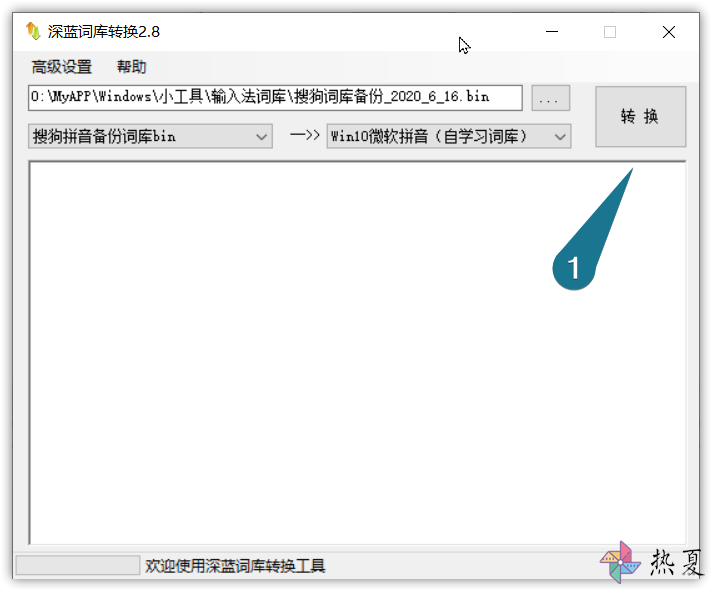 深蓝词库转换2.8
高级设置 帮助
O:\MyAPP\Windows\小工具\输入法词库\搜狗词库备份_2020_6_16.bin ...
转 换
搜狗拼音备份词库bin —>> Win10微软拼音（自学习词库）
1
欢迎使用深蓝词库转换工具
热夏